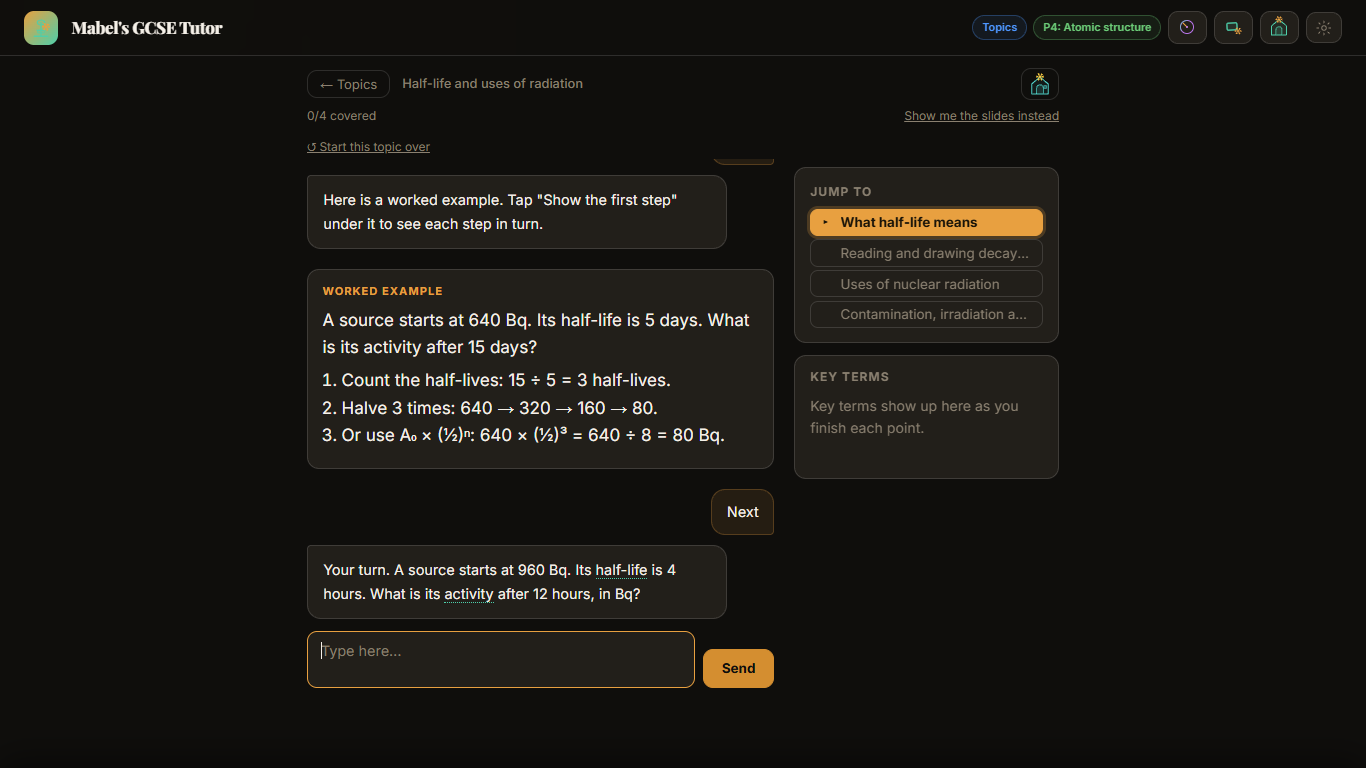 Mabel's GCSE Tutor
Topics
P4: Atomic structure
← Topics
Half-life and uses of radiation
0/4 covered
Show me the slides instead
↺ Start this topic over
Here is a worked example. Tap "Show the first step"
under it to see each step in turn.
WORKED EXAMPLE
A source starts at 640 Bq. Its half-life is 5 days. What
is its activity after 15 days?
1. Count the half-lives: 15 ÷ 5 = 3 half-lives.
2. Halve 3 times: 640 → 320 → 160 → 80.
3. Or use A₀ × (½)ⁿ: 640 × (½)³ = 640 ÷ 8 = 80 Bq.
Next
Your turn. A source starts at 960 Bq. Its half-life is 4
hours. What is its activity after 12 hours, in Bq?
Type here...
Send
JUMP TO
▸ What half-life means
Reading and drawing decay...
Uses of nuclear radiation
Contamination, irradiation a...
KEY TERMS
Key terms show up here as you
finish each point.